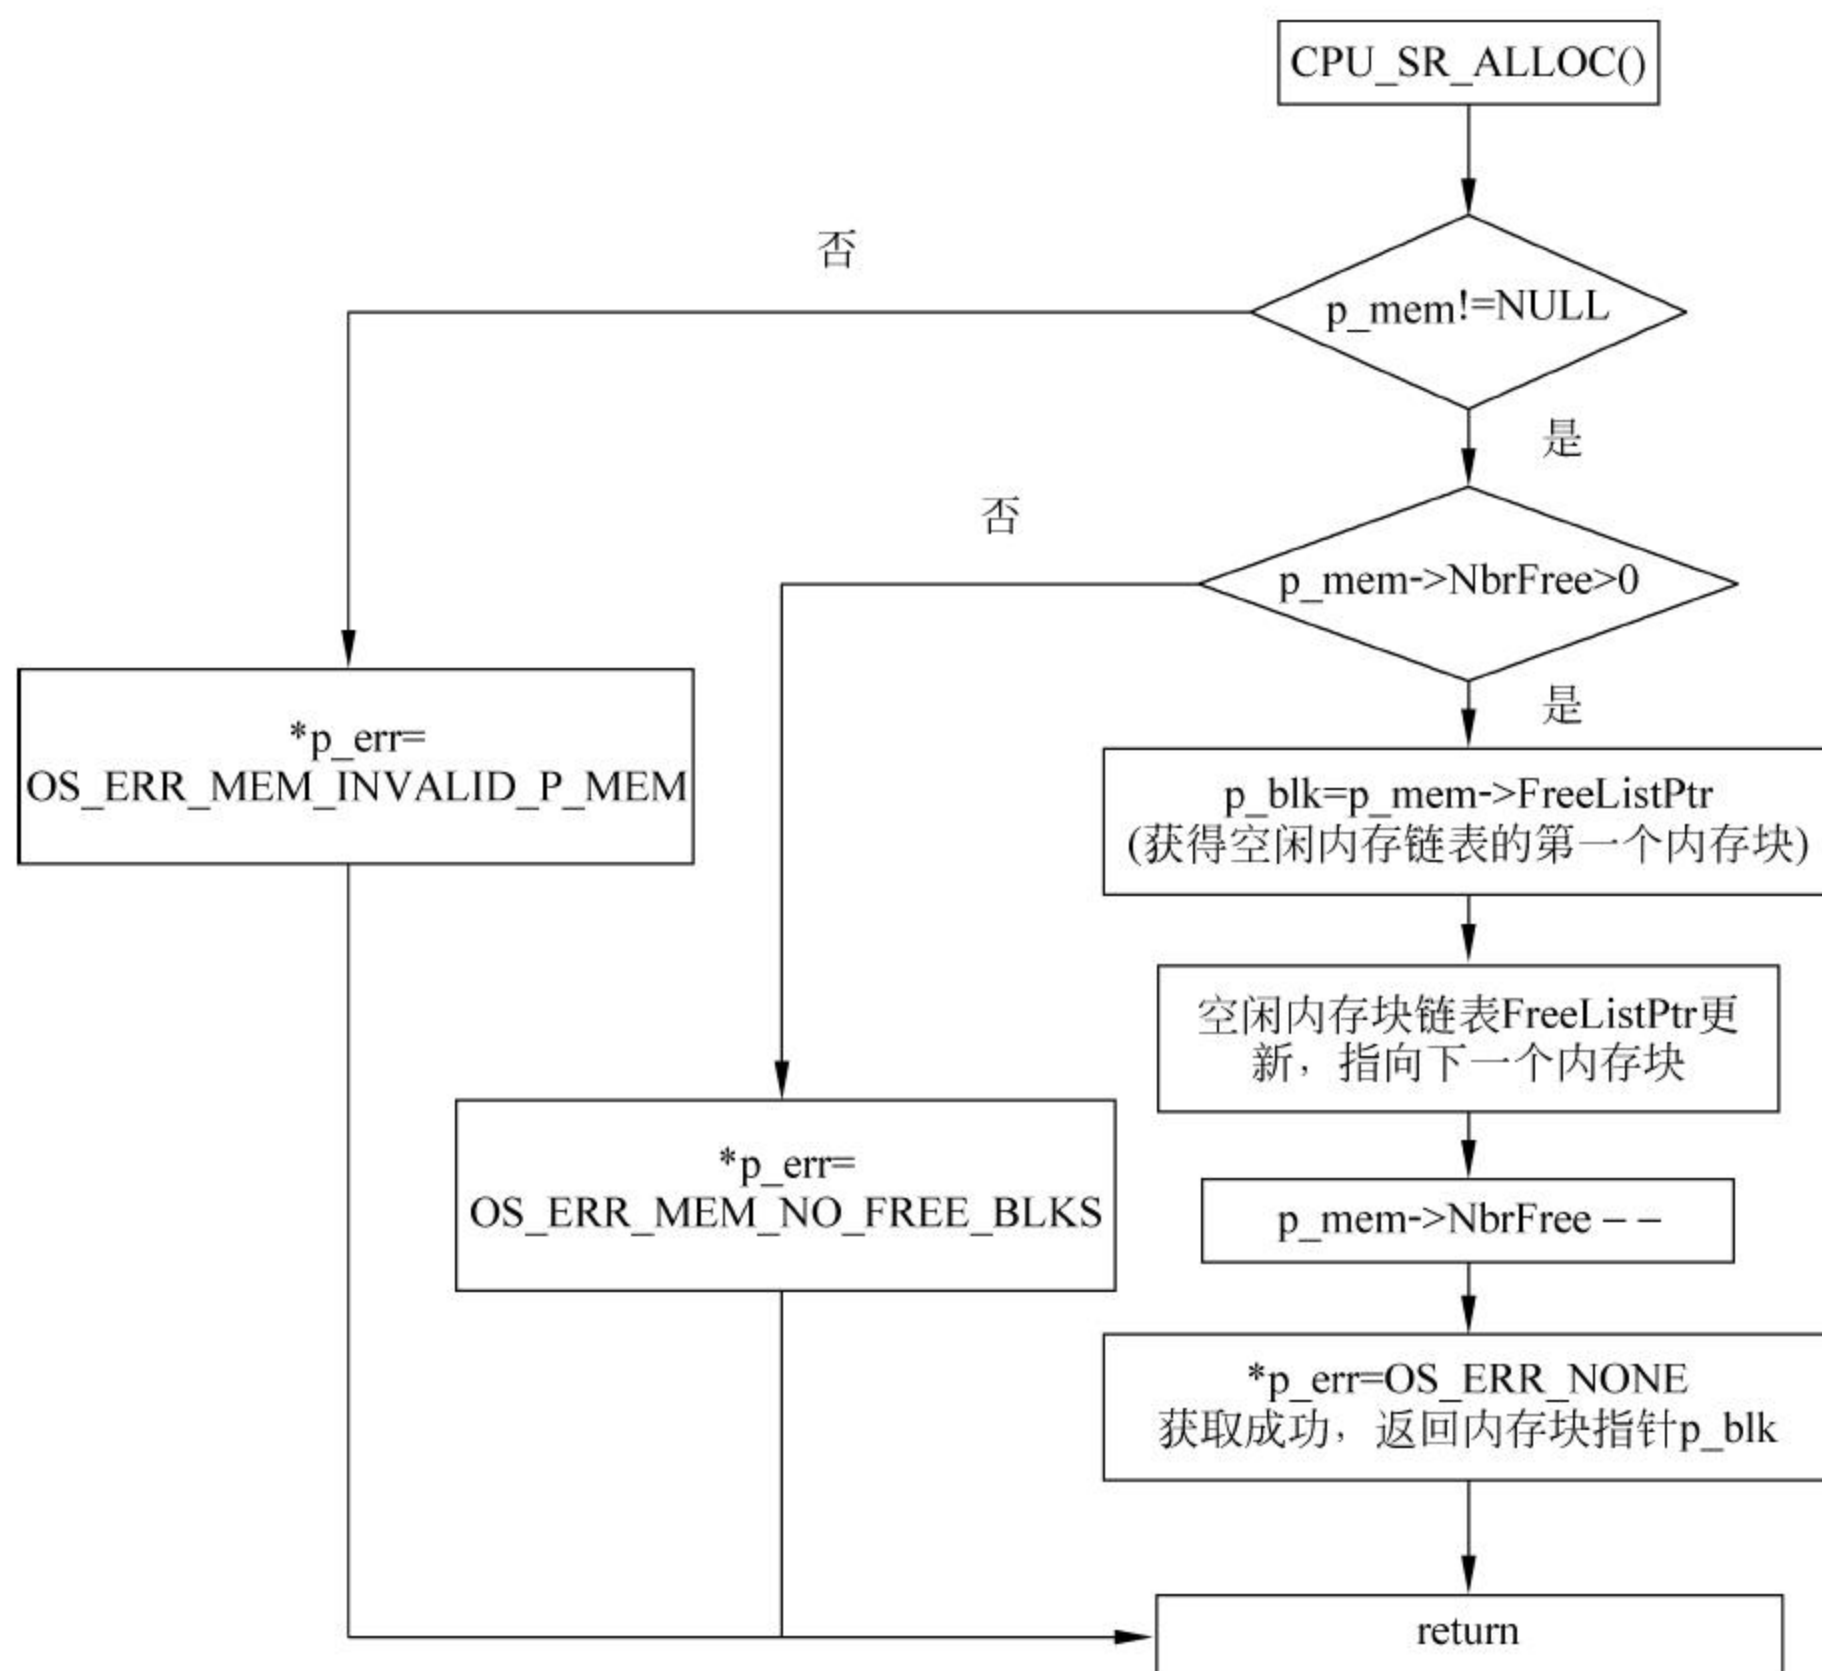 CPU_SR_ALLOC()
否
p_mem!=NULL
是
否
p_mem->NbrFree>0
是
*p_err=
OS_ERR_MEM_INVALID_P_MEM
p_blk=p_mem->FreeListPtr
(获得空闲内存链表的第一个内存块)
空闲内存块链表FreeListPtr更
新，指向下一个内存块
*p_err=
OS_ERR_MEM_NO_FREE_BLKS
p_mem->NbrFree – –
*p_err=OS_ERR_NONE
获取成功，返回内存块指针p_blk
return